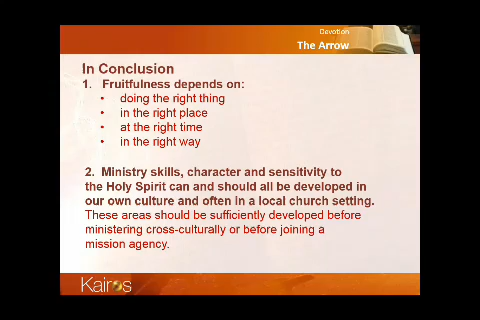 Devotion
The Arrow
In Conclusion
1. Fruitfulness depends on:
• doing the right thing
• in the right place
• at the right time
• in the right way
2. Ministry skills, character and sensitivity to
the Holy Spirit can and should all be developed in
our own culture and often in a local church setting.
These areas should be sufficiently developed before
ministering cross-culturally or before joining a
mission agency.
Kairos